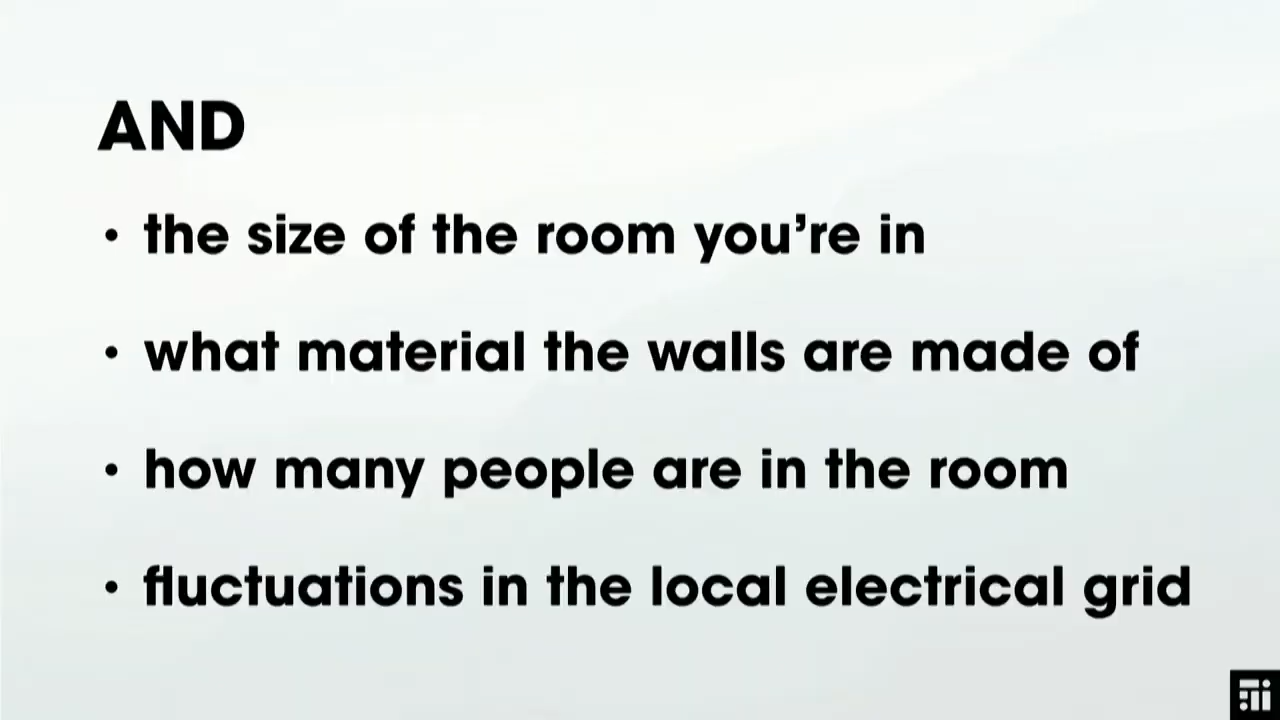 AND
• the size of the room you’re in
• what material the walls are made of
• how many people are in the room
• fluctuations in the local electrical grid